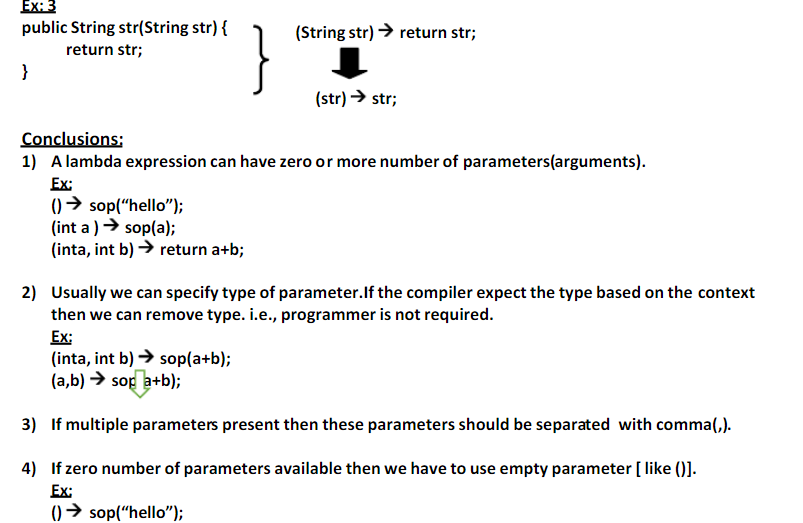 Ex: 3
public String str(String str) {
return str;
}
(String str) → return str;
(str) → str;
Conclusions:
1) A lambda expression can have zero or more number of parameters(arguments).
Ex:
() → sop(“hello”);
(int a ) → sop(a);
(inta, int b) → return a+b;
2) Usually we can specify type of parameter.If the compiler expect the type based on the context
then we can remove type. i.e., programmer is not required.
Ex:
(inta, int b) → sop(a+b);
(a,b) → sop(a+b);
3) If multiple parameters present then these parameters should be separated with comma(,).
4) If zero number of parameters available then we have to use empty parameter [ like ()].
Ex:
() → sop(“hello”);